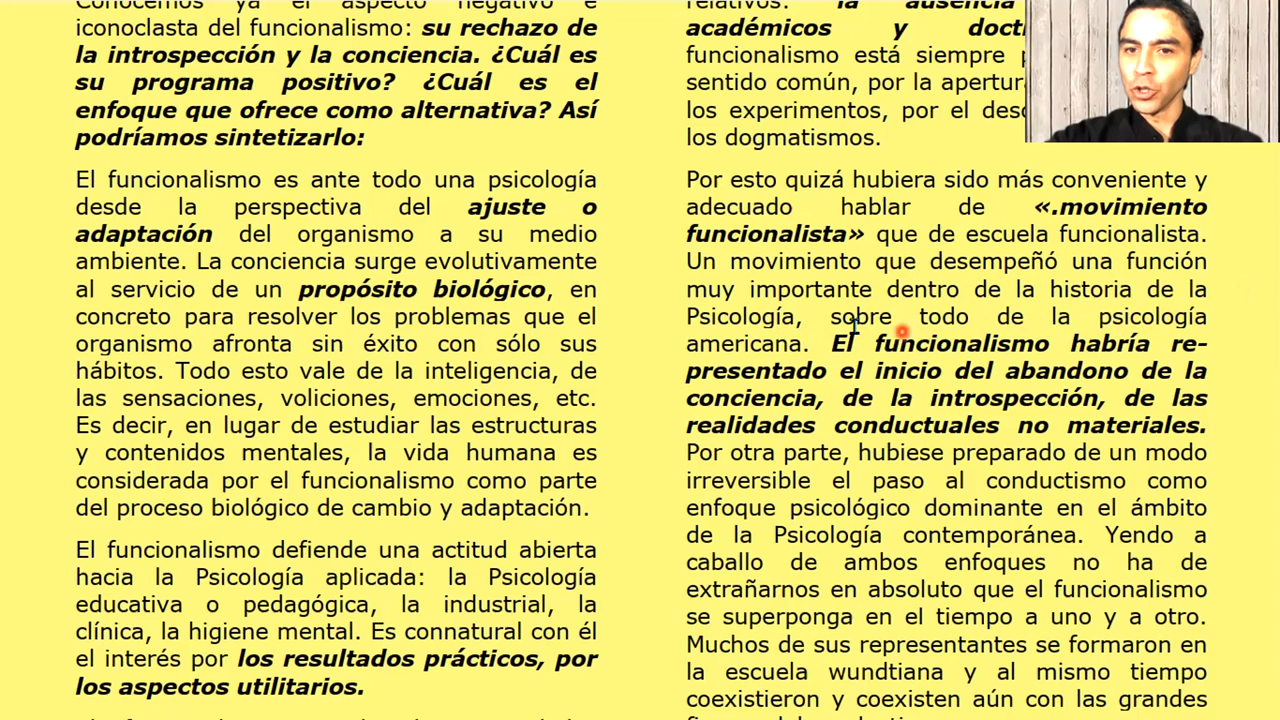 Conocemos ya el aspecto negativo e
iconoclasta del funcionalismo: su rechazo de
la introspección y la conciencia. ¿Cuál es
su programa positivo? ¿Cuál es el
enfoque que ofrece como alternativa? Así
podríamos sintetizarlo:
El funcionalismo es ante todo una psicología
desde la perspectiva del ajuste o
adaptación del organismo a su medio
ambiente. La conciencia surge evolutivamente
al servicio de un propósito biológico, en
concreto para resolver los problemas que el
organismo afronta sin éxito con sólo sus
hábitos. Todo esto vale de la inteligencia, de
las sensaciones, voliciones, emociones, etc.
Es decir, en lugar de estudiar las estructuras
y contenidos mentales, la vida humana es
considerada por el funcionalismo como parte
del proceso biológico de cambio y adaptación.
El funcionalismo defiende una actitud abierta
hacia la Psicología aplicada: la Psicología
educativa o pedagógica, la industrial, la
clínica, la higiene mental. Es connatural con él
el interés por los resultados prácticos, por
los aspectos utilitarios.
relativos: la ausencia
académicos y
funcionalismo está siempre
sentido común, por la
los experimentos, por el
los dogmatismos.
Por esto quizá hubiera sido más conveniente y
adecuado hablar de «.movimiento
funcionalista» que de escuela funcionalista.
Un movimiento que desempeñó una función
muy importante dentro de la historia de la
Psicología, sobre todo de la psicología
americana. El funcionalismo habría re-
presentado el inicio del abandono de la
conciencia, de la introspección, de las
realidades conductuales no materiales.
Por otra parte, hubiese preparado de un modo
irreversible el paso al conductismo como
enfoque psicológico dominante en el ámbito
de la Psicología contemporánea. Yendo a
caballo de ambos enfoques no ha de
extrañarnos en absoluto que el funcionalismo
se superponga en el tiempo a uno y a otro.
Muchos de sus representantes se formaron en
la escuela wundtiana y al mismo tiempo
coexistieron y coexisten aún con las grandes